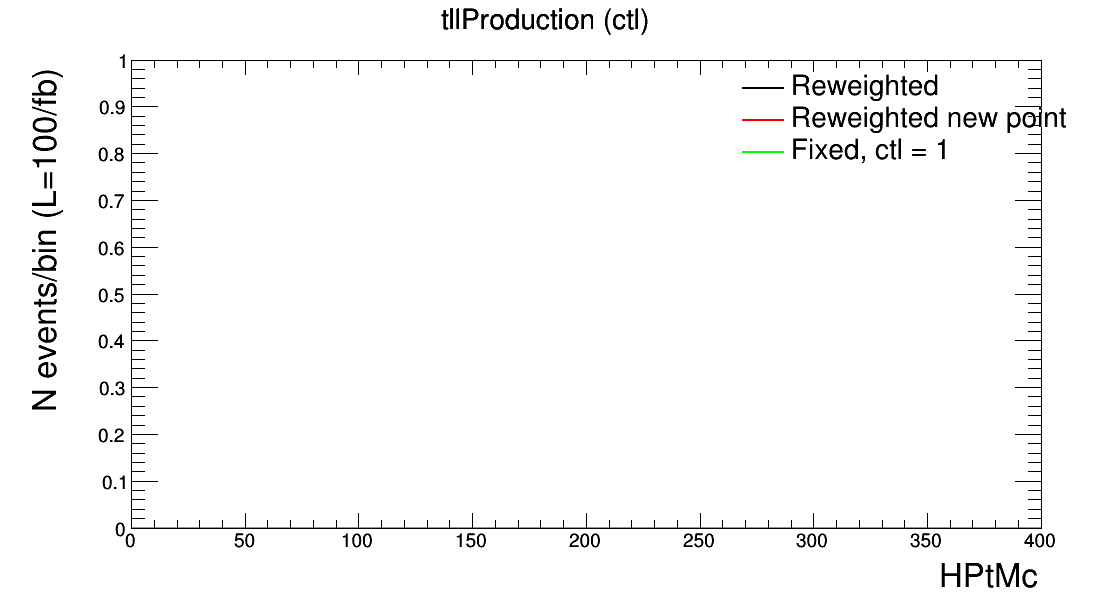 tllProduction (ctl)
N events/bin (L=100/fb)
1
0.9
0.8
0.7
0.6
0.5
0.4
0.3
0.2
0.1
0
Reweighted
Reweighted new point
Fixed, ctl = 1
0 50 100 150 200 250 300 350 400
HPtMc